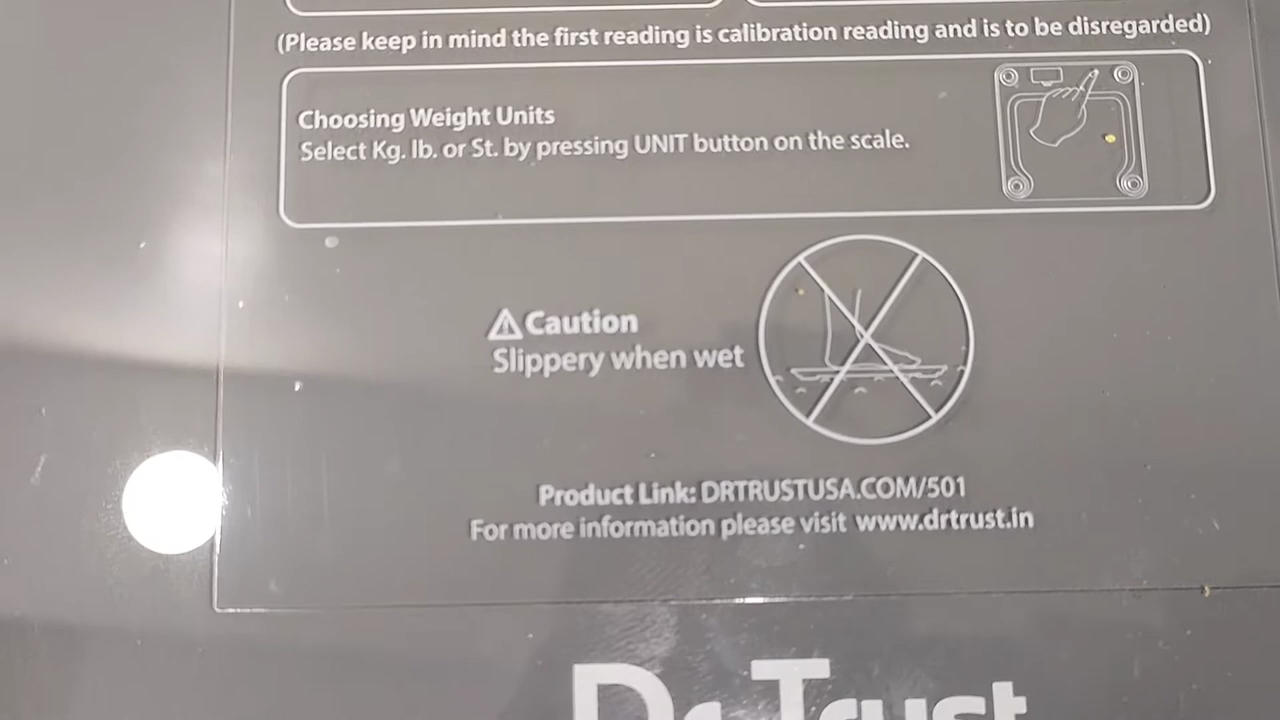 (Please keep in mind the first reading is calibration reading and is to be disregarded)
Choosing Weight Units
Select Kg. lb. or St. by pressing UNIT button on the scale.
Caution
Slippery when wet
Product Link: DRTRUSTUSA.COM/501
For more information please visit www.drtrust.in
Dr Trust